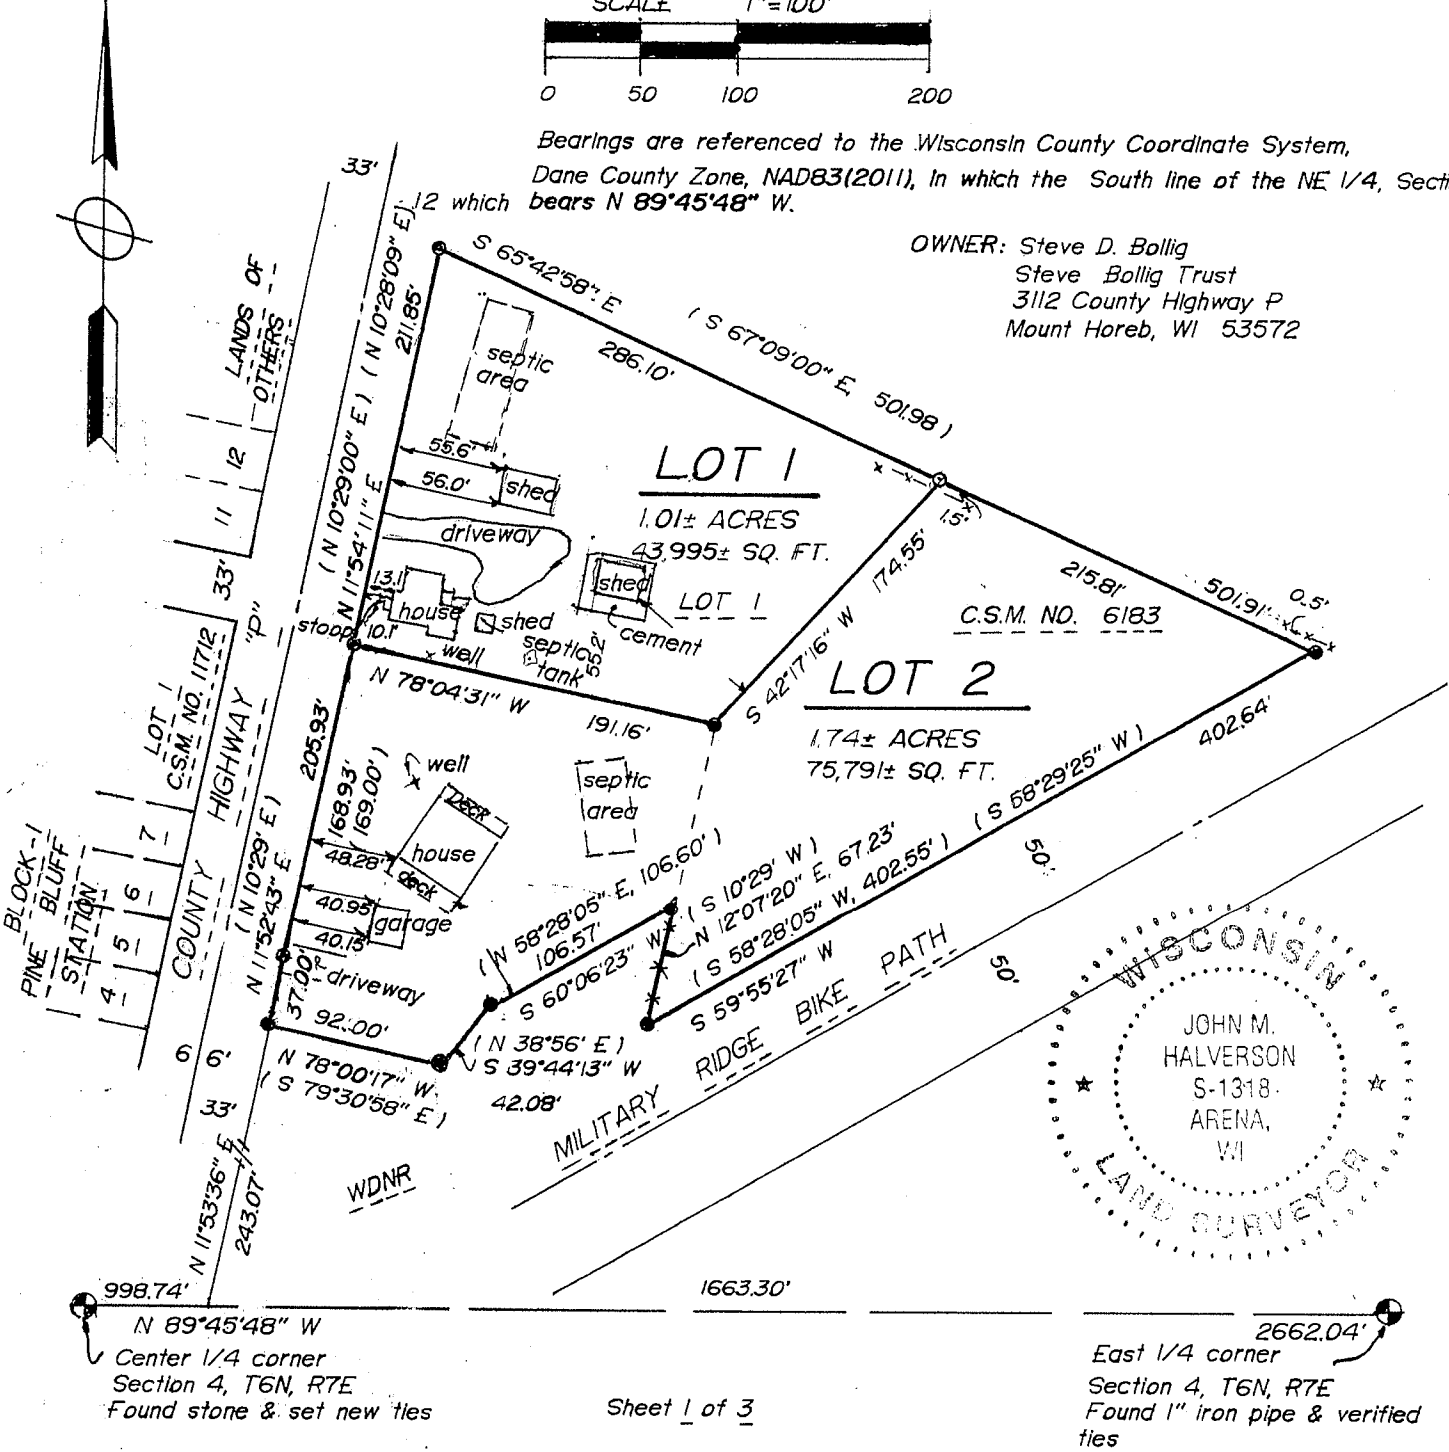 SCALE 1"=100'
0 50 100 200
Bearings are referenced to the Wisconsin County Coordinate System,
Dane County Zone, NAD83(2011), in which the South line of the NE 1/4, Secti
12 which bears N 89°45'48" W.
OWNER: Steve D. Bollig
Steve Bollig Trust
3112 County Highway P
Mount Horeb, WI 53572
33'
LANDS OF
OTHERS
12
11
33'
(N 10°28'09" E)
211.85'
(N 10°29'00" E)
N 11°54'11" E
S 65°42'58" E
286.10'
(S 67°09'00" E, 501.98)
septic
area
55.6'
56.0'
shed
driveway
LOT 1
1.01± ACRES
43,995± SQ. FT.
shed
LOT 1
cement
13.1
house
stoop
10.1'
shed
well
septic
tank
55.2
1.5'
174.55'
S 42°17'16" W
215.81'
501.91'
0.5'
C.S.M. NO. 6183
LOT 2
1.74± ACRES
75,791± SQ. FT.
N 78°04'31" W
191.16'
LOT 1
C.S.M. NO. 11712
COUNTY HIGHWAY "P"
205.93'
168.93'
(169.00')
well
Deck
house
deck
48.28'
40.95'
garage
40.15'
septic
area
402.64'
(S 58°29'25" W)
(S 58°28'05" W, 402.55')
S 59°55'27" W
(S 10°29' W)
N 12°07'20" E, 67.23'
(N 58°28'05" E, 106.60')
106.57'
S 60°06'23" W
(N 38°56' E)
S 39°44'13" W
42.08'
BLOCK-1
PINE BLUFF
STATION
7
6
5
4
(N 10°29' E)
N 11°52'43" E
37.00'
driveway
92.00'
N 78°00'17" W
(S 79°30'58" E)
6 6'
33'
50'
50'
MILITARY RIDGE BIKE PATH
WDNR
N 11°53'36" E
243.07'
WISCONSIN
JOHN M.
HALVERSON
S-1318
ARENA,
WI
LAND SURVEYOR
998.74'
1663.30'
N 89°45'48" W
2662.04'
Center 1/4 corner
Section 4, T6N, R7E
Found stone & set new ties
East 1/4 corner
Section 4, T6N, R7E
Found 1" iron pipe & verified
ties
Sheet 1 of 3